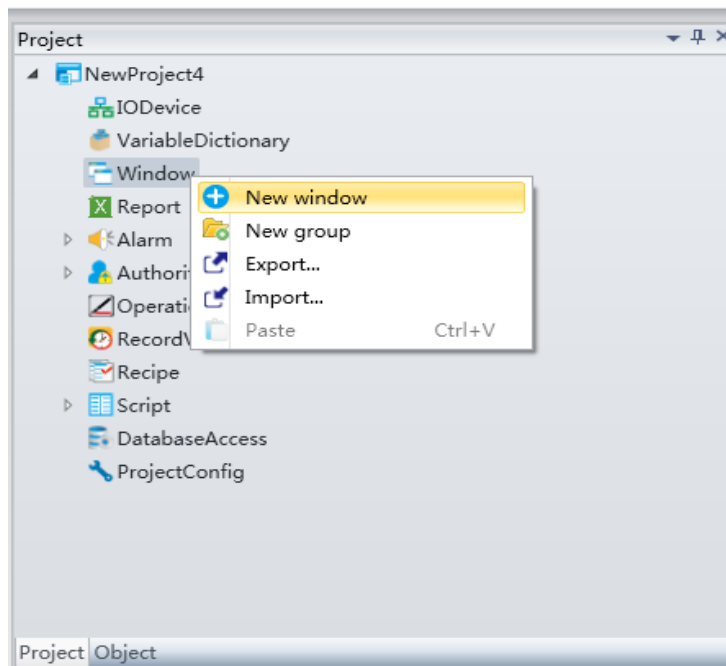 Project
NewProject4
IODevice
VariableDictionary
Window
New window
Report
New group
Alarm
Export...
Authori
Import...
Operati
Paste Ctrl+V
Record
Recipe
Script
DatabaseAccess
ProjectConfig
Project Object